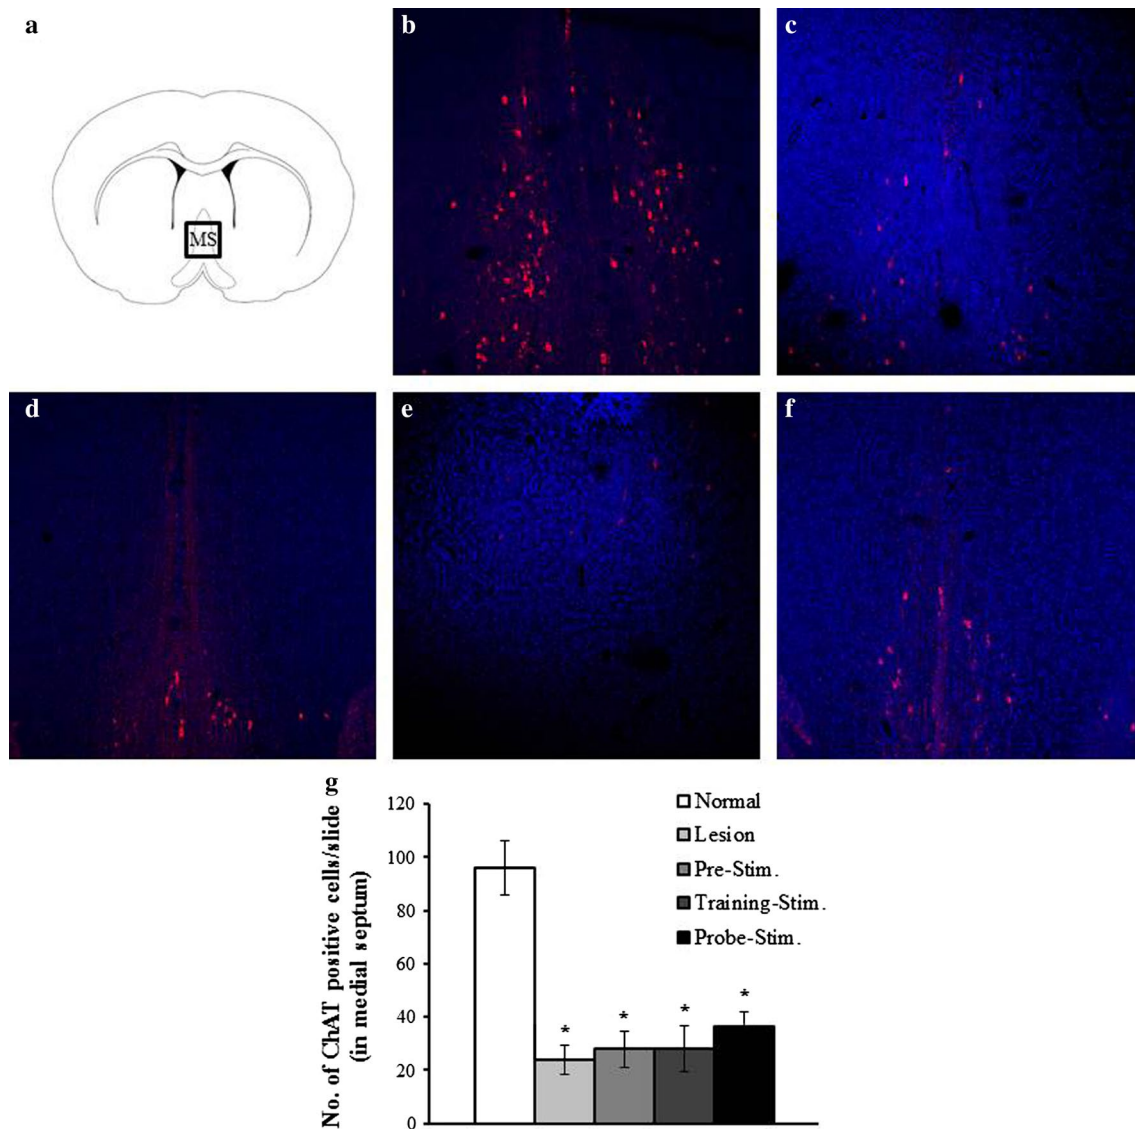 a
b
c
MS
d
e
f
g
No. of ChAT positive cells/slide
(in medial septum)
120
100
80
60
40
20
0
*
*
*
*
Normal
Lesion
Pre-Stim.
Training-Stim.
Probe-Stim.